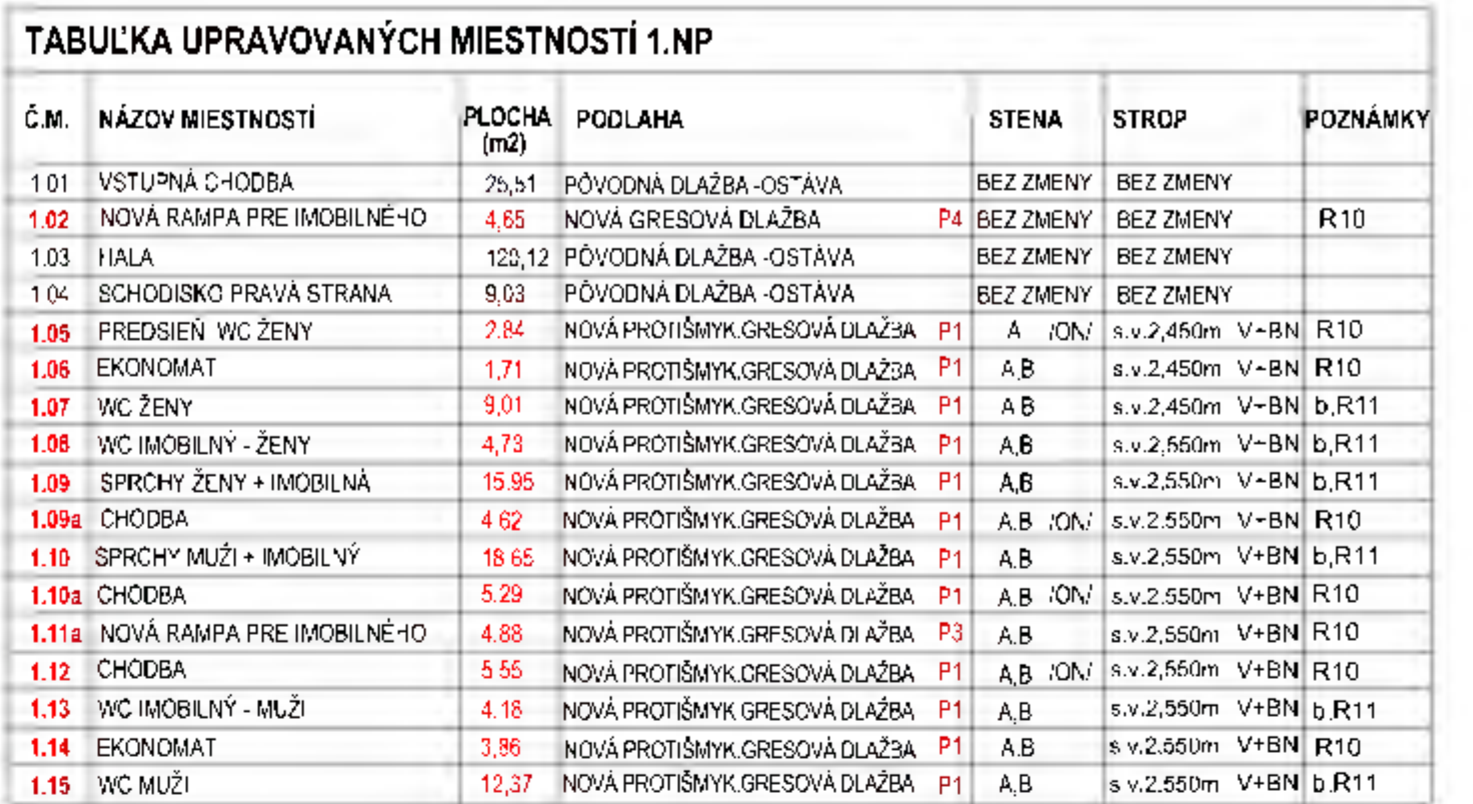 TABUĽKA UPRAVOVANÝCH MIESTNOSTÍ 1.NP
Č.M. NÁZOV MIESTNOSTÍ PLOCHA (m2) PODLAHA STENA STROP POZNÁMKY
1.01 VSTUPNÁ CHODBA 25,51 PÔVODNÁ DLAŽBA -OSTÁVA BEZ ZMENY BEZ ZMENY
1.02 NOVÁ RAMPA PRE IMOBILNÉHO 4,65 NOVÁ GRESOVÁ DLAŽBA P4 BEZ ZMENY BEZ ZMENY R10
1.03 HALA PÔVODNÁ DLAŽBA -OSTÁVA BEZ ZMENY BEZ ZMENY
1.04 SCHODISKO PRAVÁ STRANA 9,03 PÔVODNÁ DLAŽBA -OSTÁVA BEZ ZMENY BEZ ZMENY
1.05 PREDSIEŇ WC ŽENY 2.84 NOVÁ PROTIŠMYK.GRESOVÁ DLAŽBA P1 A /ON/ s.v.2,450m V+BN R10
1.06 EKONOMAT 1,71 NOVÁ PROTIŠMYK.GRESOVÁ DLAŽBA P1 A,B s.v.2,450m V+BN R10
1.07 WC ŽENY 9,01 NOVÁ PROTIŠMYK.GRESOVÁ DLAŽBA P1 A,B s.v.2,450m V+BN b,R11
1.08 WC IMOBILNÝ - ŽENY 4,73 NOVÁ PROTIŠMYK.GRESOVÁ DLAŽBA P1 A,B s.v.2,550m V+BN b,R11
1.09 SPRCHY ŽENY + IMOBILNÁ 15.95 NOVÁ PROTIŠMYK.GRESOVÁ DLAŽBA P1 A,B s.v.2,550m V+BN b,R11
1.09a CHODBA 4.62 NOVÁ PROTIŠMYK.GRESOVÁ DLAŽBA P1 A.B /ON/ s.v.2.550m V+BN R10
1.10 SPRCHY MUŽI + IMOBILNÝ 18.65 NOVÁ PROTIŠMYK.GRESOVÁ DLAŽBA P1 A.B s.v.2,550m V+BN b,R11
1.10a CHODBA 5.29 NOVÁ PROTIŠMYK.GRESOVÁ DLAŽBA P1 A.B /ON/ s.v.2.550m V+BN R10
1.11a NOVÁ RAMPA PRE IMOBILNÉHO 4.88 NOVÁ PROTIŠMYK.GRESOVÁ DLAŽBA P3 A.B s.v.2,550m V+BN R10
1.12 CHODBA 5.55 NOVÁ PROTIŠMYK.GRESOVÁ DLAŽBA P1 A,B /ON/ s.v.2,550m V+BN R10
1.13 WC IMOBILNÝ - MUŽI 4.18 NOVÁ PROTIŠMYK.GRESOVÁ DLAŽBA P1 A,B s.v.2,550m V+BN b.R11
1.14 EKONOMAT 3,86 NOVÁ PROTIŠMYK.GRESOVÁ DLAŽBA P1 A.B s.v.2.550m V+BN R10
1.15 WC MUŽI 12,37 NOVÁ PROTIŠMYK.GRESOVÁ DLAŽBA P1 A,B s.v.2.550m V+BN b.R11